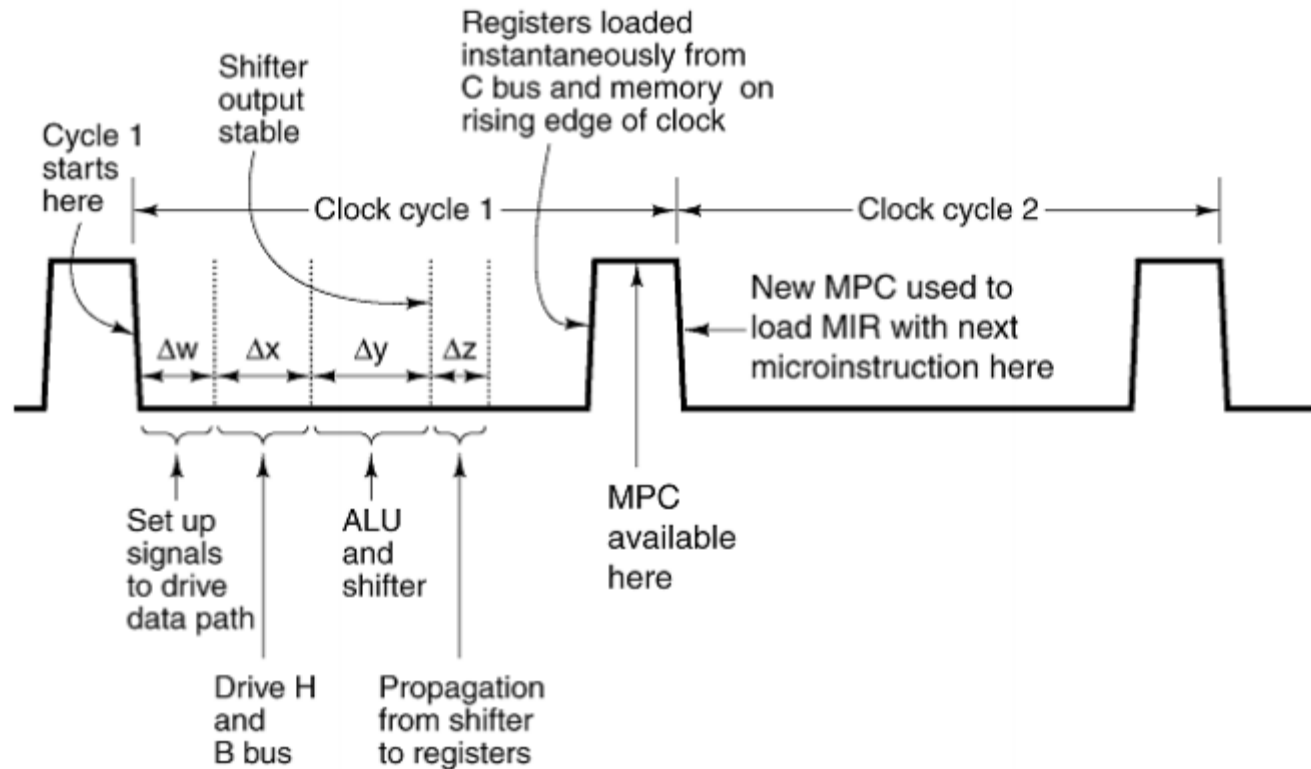 Registers loaded
instantaneously from
C bus and memory on
rising edge of clock
Shifter
output
stable
Cycle 1
starts
here
Clock cycle 1
Clock cycle 2
New MPC used to
load MIR with next
microinstruction here
Δw
Δx
Δy
Δz
Set up
signals
to drive
data path
ALU
and
shifter
MPC
available
here
Drive H
and
B bus
Propagation
from shifter
to registers